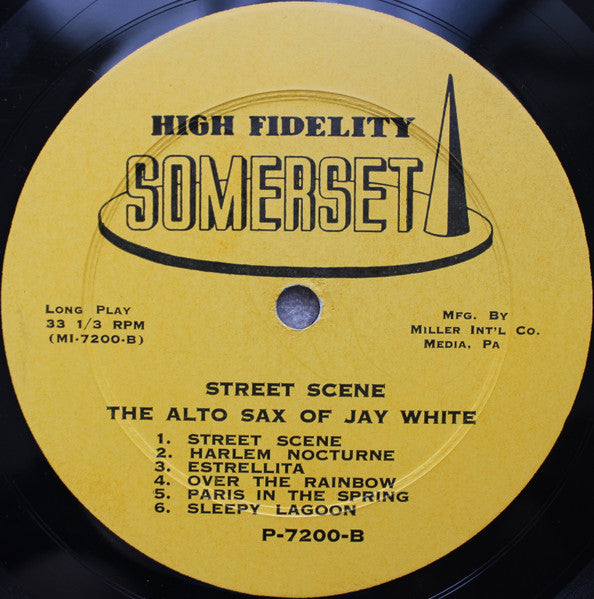 HIGH FIDELITY
SOMERSET
LONG PLAY
33 1/3 RPM
(MI-7200-B)
MFG. BY
MILLER INT'L CO.
MEDIA, PA
STREET SCENE
THE ALTO SAX OF JAY WHITE
1. STREET SCENE
2. HARLEM NOCTURNE
3. ESTRELLITA
4. OVER THE RAINBOW
5. PARIS IN THE SPRING
6. SLEEPY LAGOON
P-7200-B